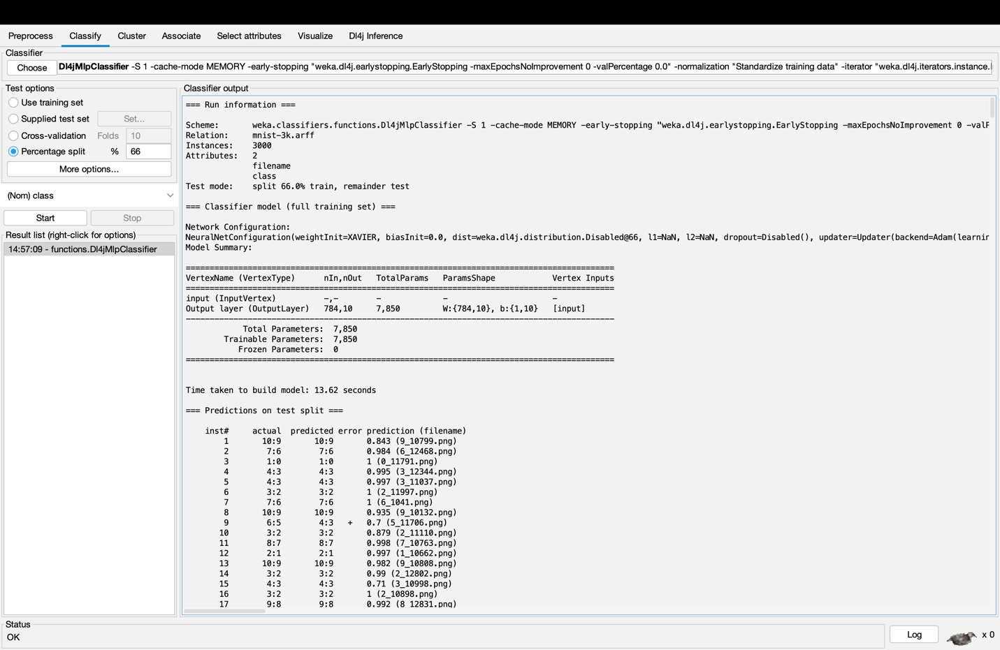 Preprocess Classify Cluster Associate Select attributes Visualize Dl4j Inference
Classifier
Choose Dl4jMlpClassifier -S 1 -cache-mode MEMORY -early-stopping "weka.dl4j.earlystopping.EarlyStopping -maxEpochsNoImprovement 0 -valPercentage 0.0" -normalization "Standardize training data" -iterator "weka.dl4j.iterators.instance.
Test options
Use training set
Supplied test set Set...
Cross-validation Folds 10
Percentage split % 66
More options...
(Nom) class
Start Stop
Result list (right-click for options)
14:57:09 - functions.Dl4jMlpClassifier
Classifier output
=== Run information ===
Scheme: weka.classifiers.functions.Dl4jMlpClassifier -S 1 -cache-mode MEMORY -early-stopping "weka.dl4j.earlystopping.EarlyStopping -maxEpochsNoImprovement 0 -valP
Relation: mnist-3k.arff
Instances: 3000
Attributes: 2
filename
class
Test mode: split 66.0% train, remainder test
=== Classifier model (full training set) ===
Network Configuration:
NeuralNetConfiguration(weightInit=XAVIER, biasInit=0.0, dist=weka.dl4j.distribution.Disabled@66, l1=NaN, l2=NaN, dropout=Disabled(), updater=Updater(backend=Adam(learnin
Model Summary:
=========================================================================================
VertexName (VertexType) nIn,nOut TotalParams ParamsShape Vertex Inputs
=========================================================================================
input (InputVertex) -,- - - -
Output layer (OutputLayer) 784,10 7,850 W:{784,10}, b:{1,10} [input]
-----------------------------------------------------------------------------------------
Total Parameters: 7,850
Trainable Parameters: 7,850
Frozen Parameters: 0
=========================================================================================
Time taken to build model: 13.62 seconds
=== Predictions on test split ===
inst# actual predicted error prediction (filename)
1 10:9 10:9 0.843 (9_10799.png)
2 7:6 7:6 0.984 (6_12468.png)
3 1:0 1:0 1 (0_11791.png)
4 4:3 4:3 0.995 (3_12344.png)
5 4:3 4:3 0.997 (3_11037.png)
6 3:2 3:2 1 (2_11997.png)
7 7:6 7:6 1 (6_1041.png)
8 10:9 10:9 0.935 (9_10132.png)
9 6:5 4:3 + 0.7 (5_11706.png)
10 3:2 3:2 0.879 (2_11110.png)
11 8:7 8:7 0.998 (7_10763.png)
12 2:1 2:1 0.997 (1_10662.png)
13 10:9 10:9 0.982 (9_10808.png)
14 3:2 3:2 0.99 (2_12802.png)
15 4:3 4:3 0.71 (3_10998.png)
16 3:2 3:2 1 (2_10898.png)
17 9:8 9:8 0.992 (8_12831.png)
Status
OK
Log x 0